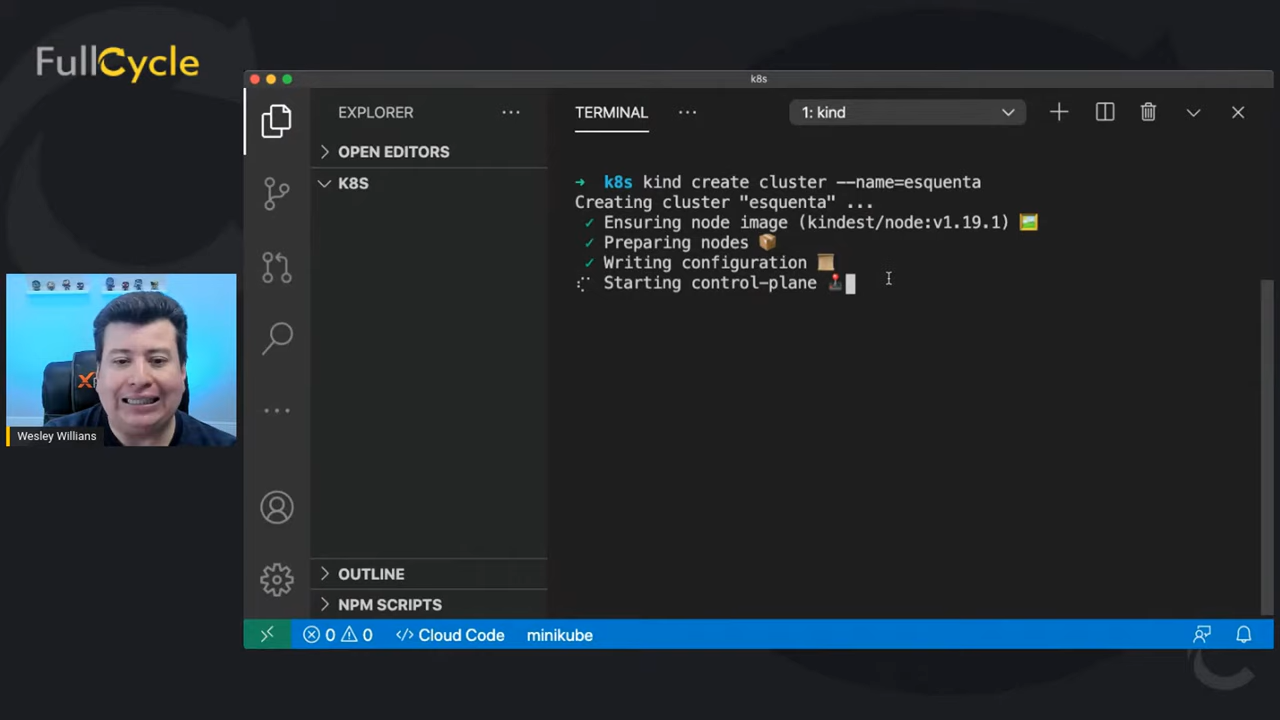 FullCycle
k8s
EXPLORER ...
OPEN EDITORS
K8S
OUTLINE
NPM SCRIPTS
TERMINAL ...
1: kind
➜ k8s kind create cluster --name=esquenta
Creating cluster "esquenta" ...
✓ Ensuring node image (kindest/node:v1.19.1) 🖼
✓ Preparing nodes 📦
✓ Writing configuration 📜
Starting control-plane 🕹
Wesley Willians
0 0 Cloud Code minikube